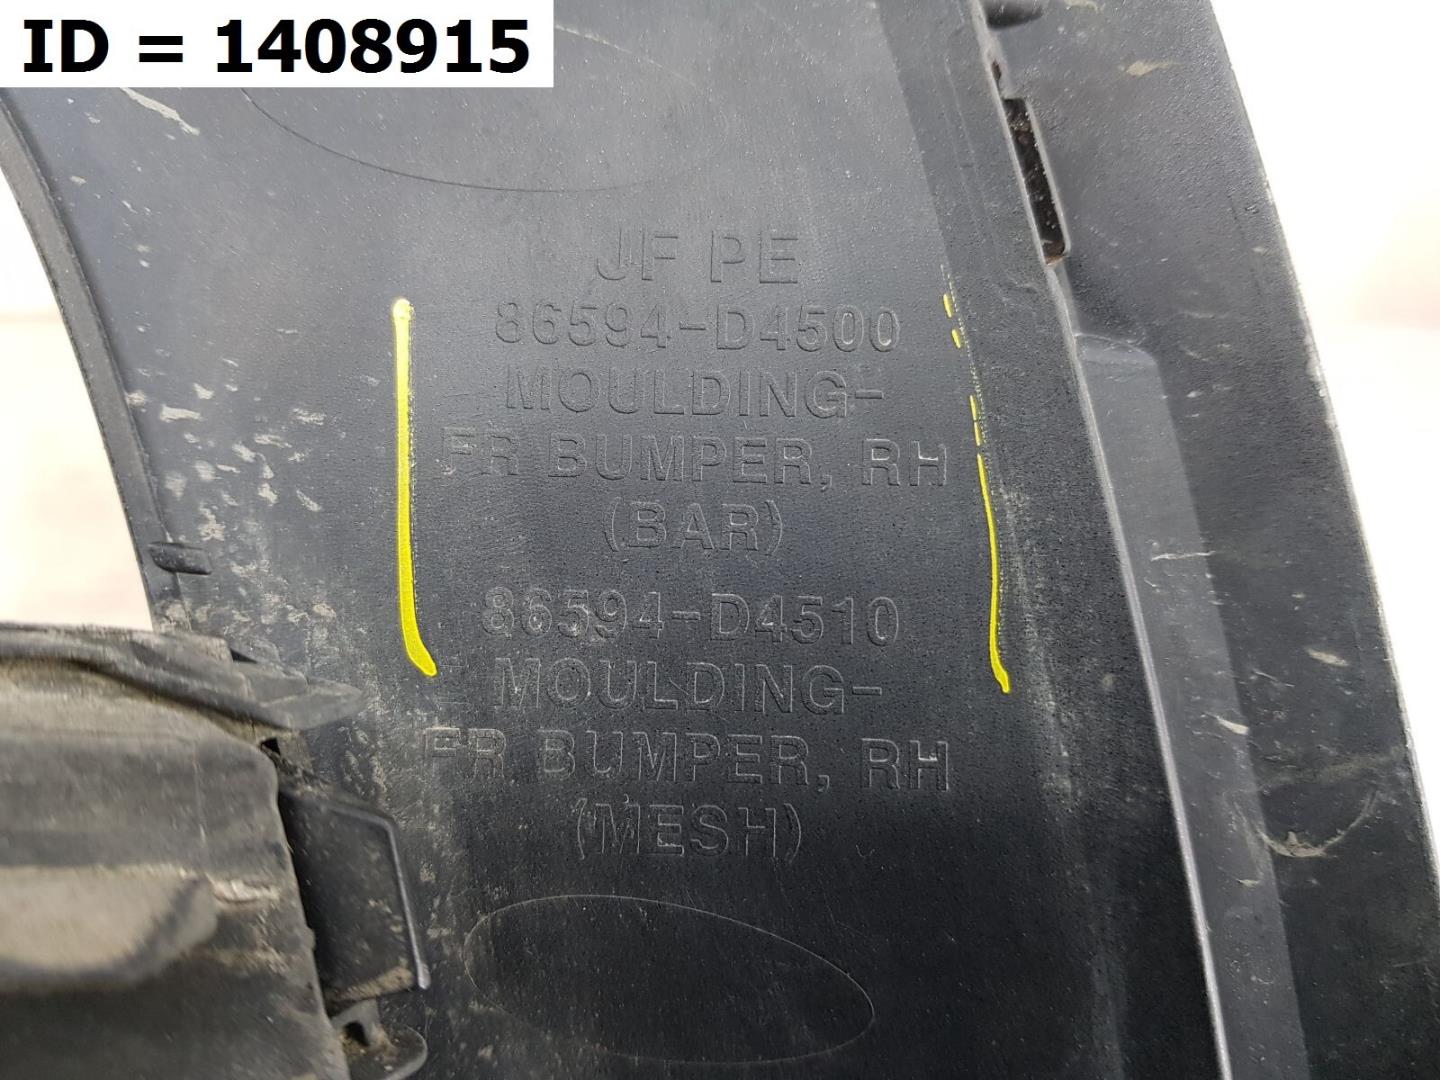 ID = 1408915
JF PE
86594-D4500
MOULDING-
FR BUMPER, RH
(BAR)
86594-D4510
MOULDING-
FR BUMPER, RH
(MESH)